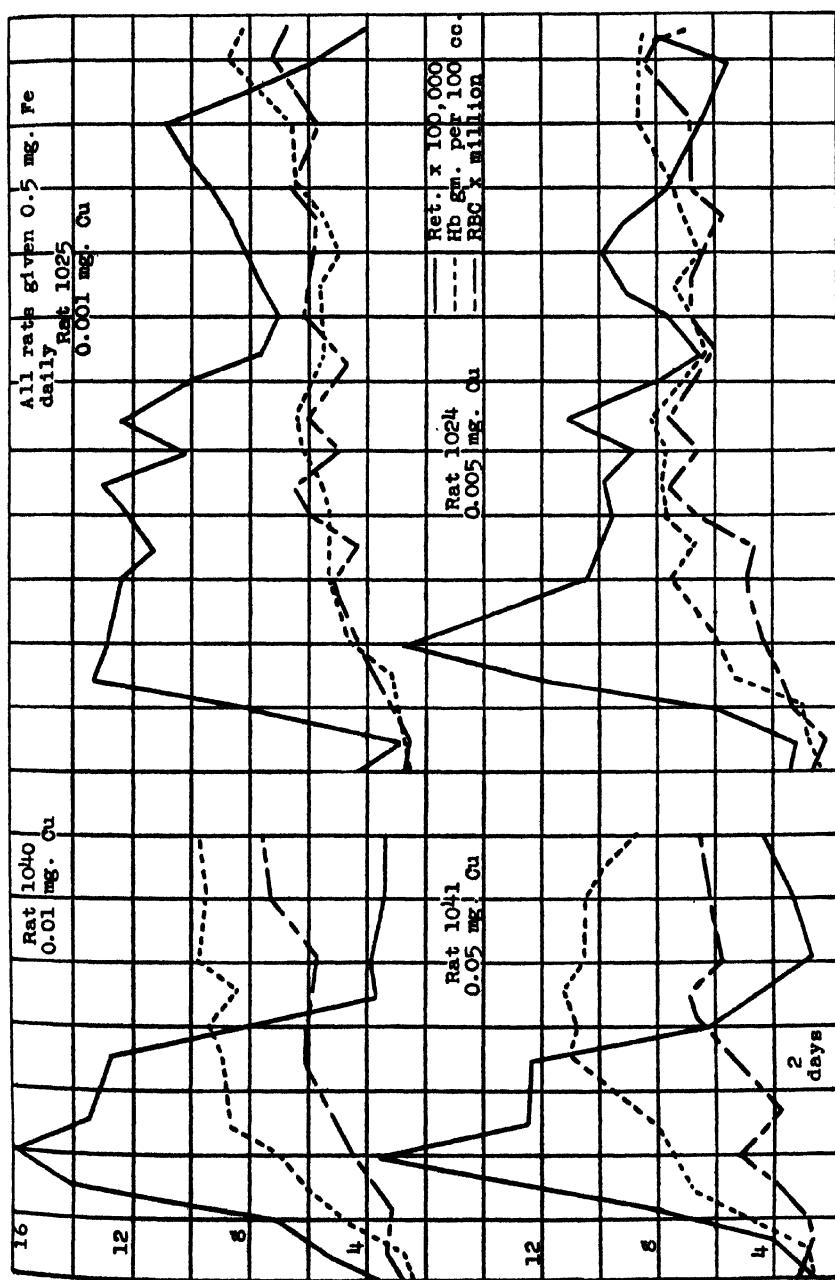 16
12
8
4
Rat 1040
0.01 mg. Cu
All rats given 0.5 mg. Fe
daily
Rat 1025
0.001 mg. Cu
12
8
4
Rat 1041
0.05 mg. Cu
2
days
Rat 1024
0.005 mg. Cu
Ret. x 100,000
Hb gm. per 100 cc.
RBC x million